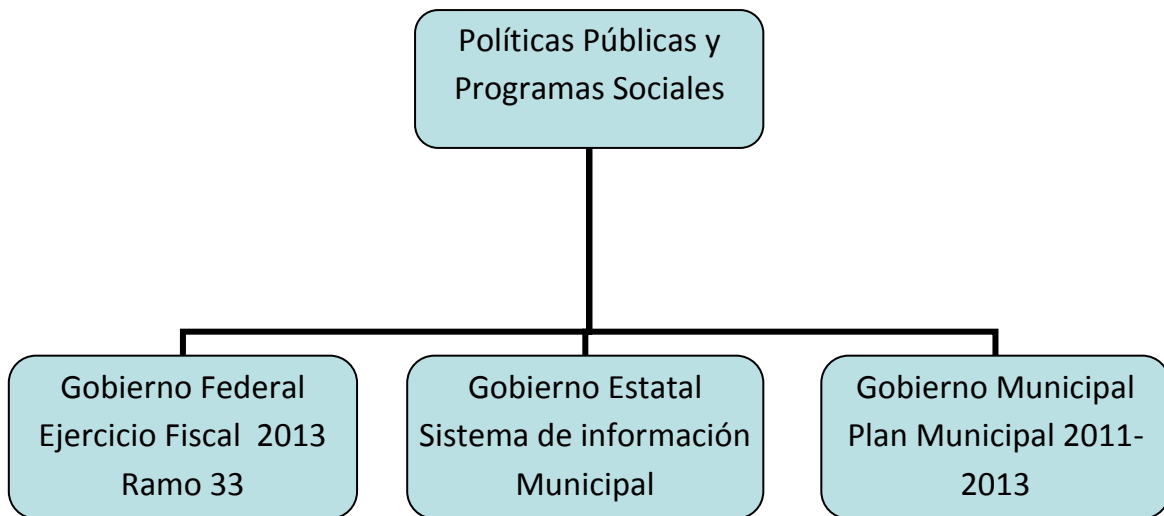 Políticas Públicas y
Programas Sociales
Gobierno Federal
Ejercicio Fiscal 2013
Ramo 33
Gobierno Estatal
Sistema de información
Municipal
Gobierno Municipal
Plan Municipal 2011-
2013